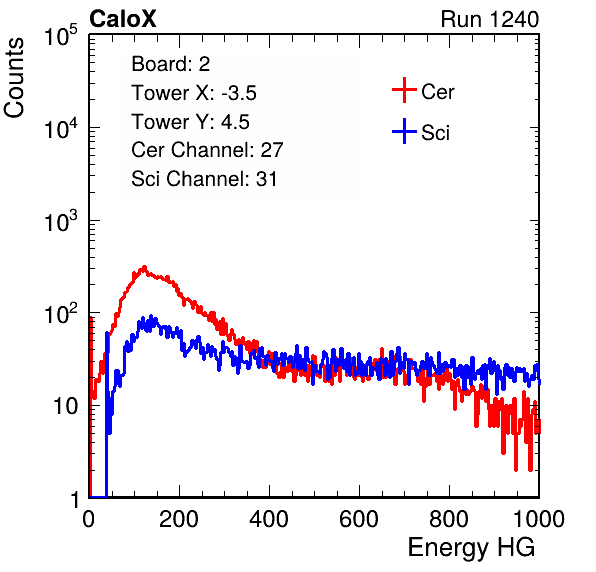 CaloX
Run 1240
Counts
10^5
10^4
10^3
10^2
10
1
Board: 2
Tower X: -3.5
Tower Y: 4.5
Cer Channel: 27
Sci Channel: 31
Cer
Sci
0 200 400 600 800 1000
Energy HG